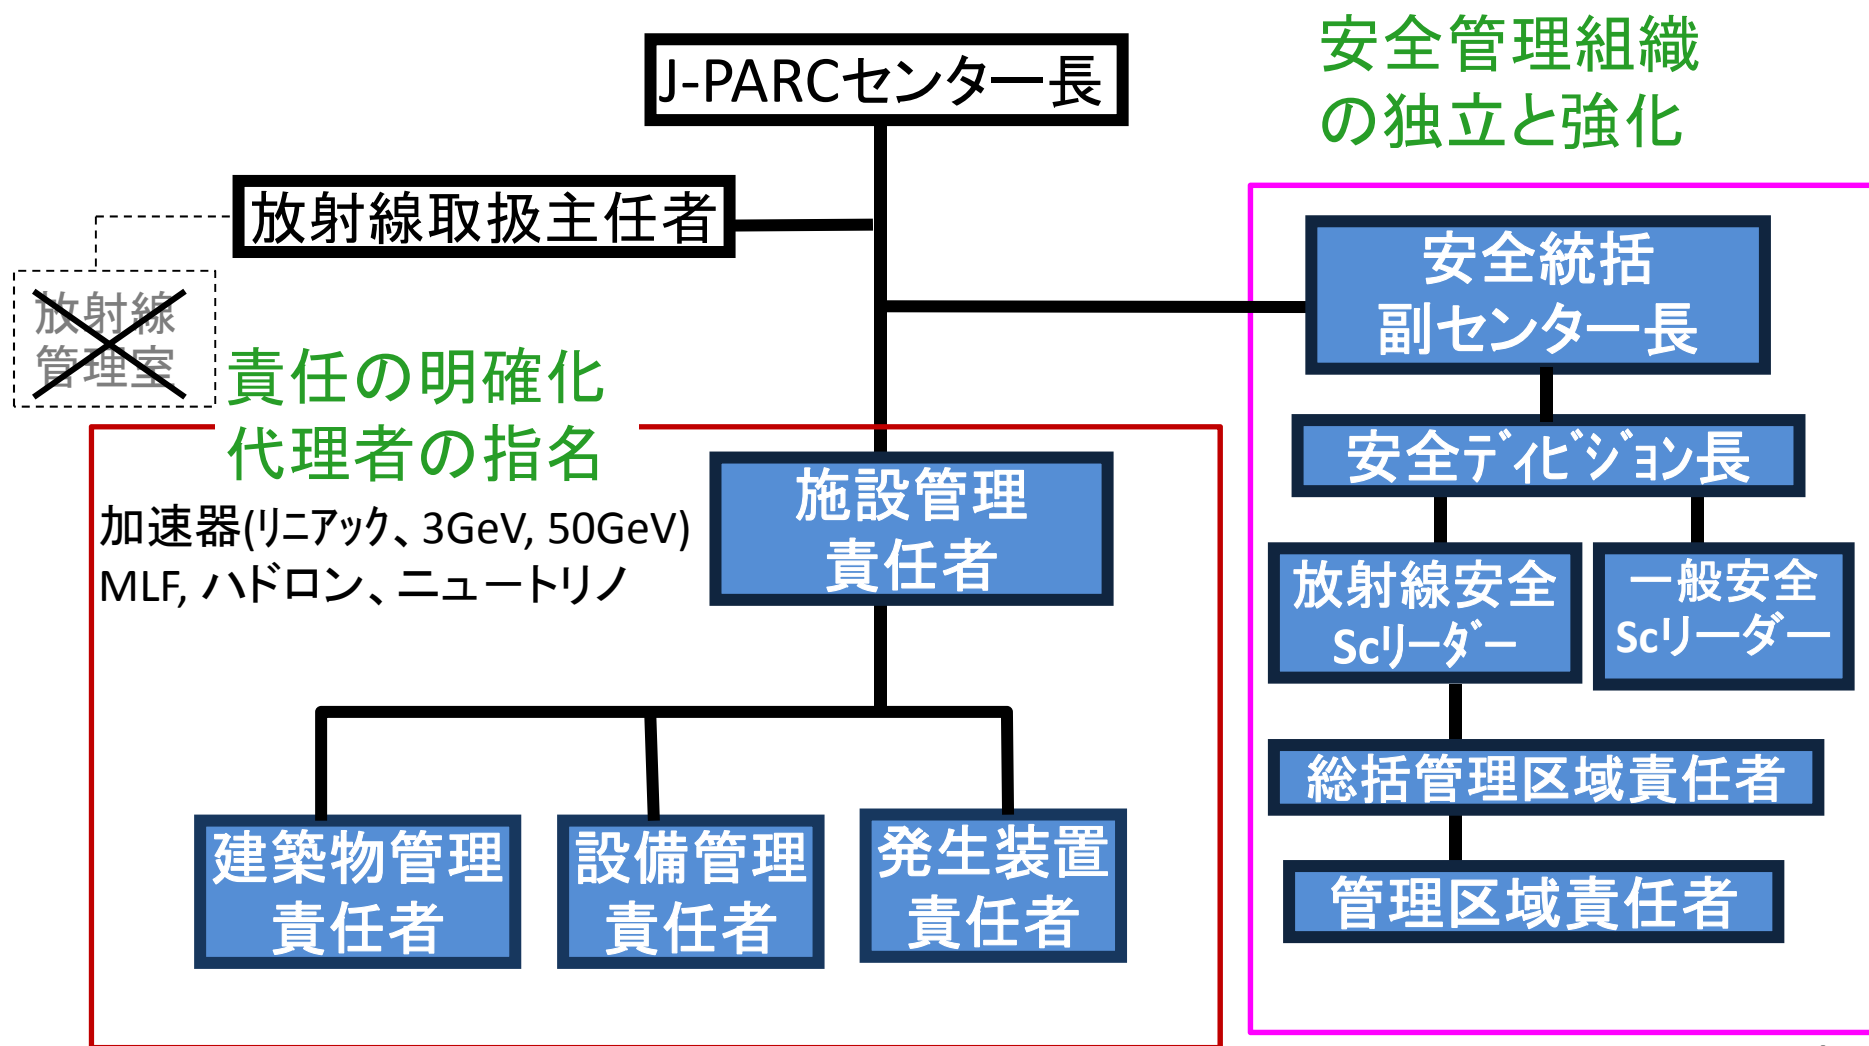 J-PARCセンター長
安全管理組織
の独立と強化
放射線取扱主任者
放射線
管理室
安全統括
副センター長
責任の明確化
代理者の指名
加速器(ﾘﾆｱｯｸ、3GeV, 50GeV)
MLF, ハドロン、ニュートリノ
施設管理
責任者
安全ﾃﾞｨﾋﾞｼﾞｮﾝ長
放射線安全
Scﾘｰﾀﾞｰ
一般安全
Scリーダー
総括管理区域責任者
管理区域責任者
建築物管理
責任者
設備管理
責任者
発生装置
責任者